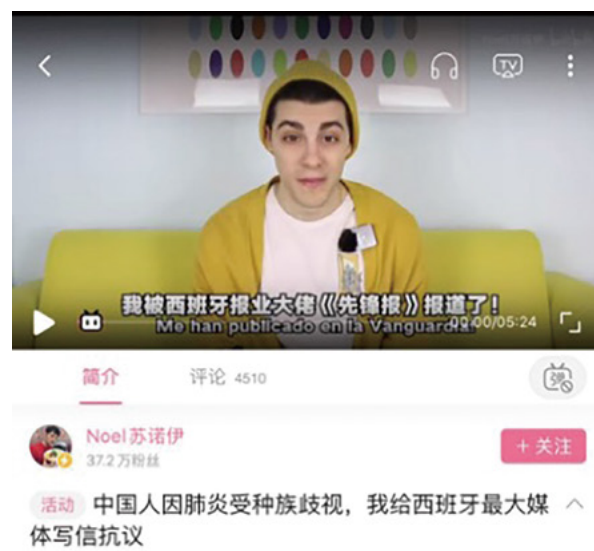 TV
我被西班牙报业大佬《先锋报》报道了!
Me han publicado en la Vanguardia
00:00/05:24
简介
评论 4510
弹
Noel苏诺伊
37.2万粉丝
+ 关注
活动 中国人因肺炎受种族歧视，我给西班牙最大媒
体写信抗议